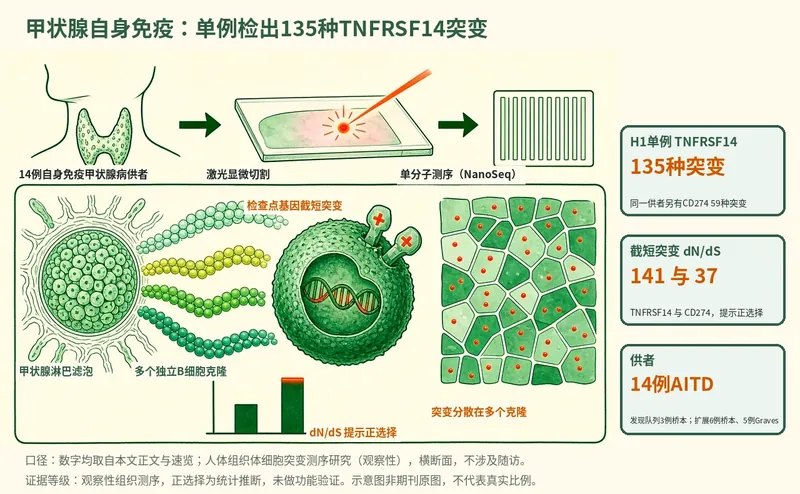 甲状腺自身免疫：单例检出135种TNFRSF14突变
14例自身免疫甲状腺病供者
激光显微切割
单分子测序（NanoSeq）
检查点基因截短突变
甲状腺淋巴滤泡
多个独立B细胞克隆
dN/dS 提示正选择
突变分散在多个克隆
H1单例 TNFRSF14
135种突变
同一供者另有CD274 59种突变
截短突变 dN/dS
141 与 37
TNFRSF14 与 CD274，提示正选择
供者
14例AITD
发现队列3例桥本；扩展6例桥本、5例Graves
口径：数字均取自本文正文与速览；人体组织体细胞突变测序研究（观察性），横断面，不涉及随访。
证据等级：观察性组织测序，正选择为统计推断，未做功能验证。示意图非期刊原图，不代表真实比例。